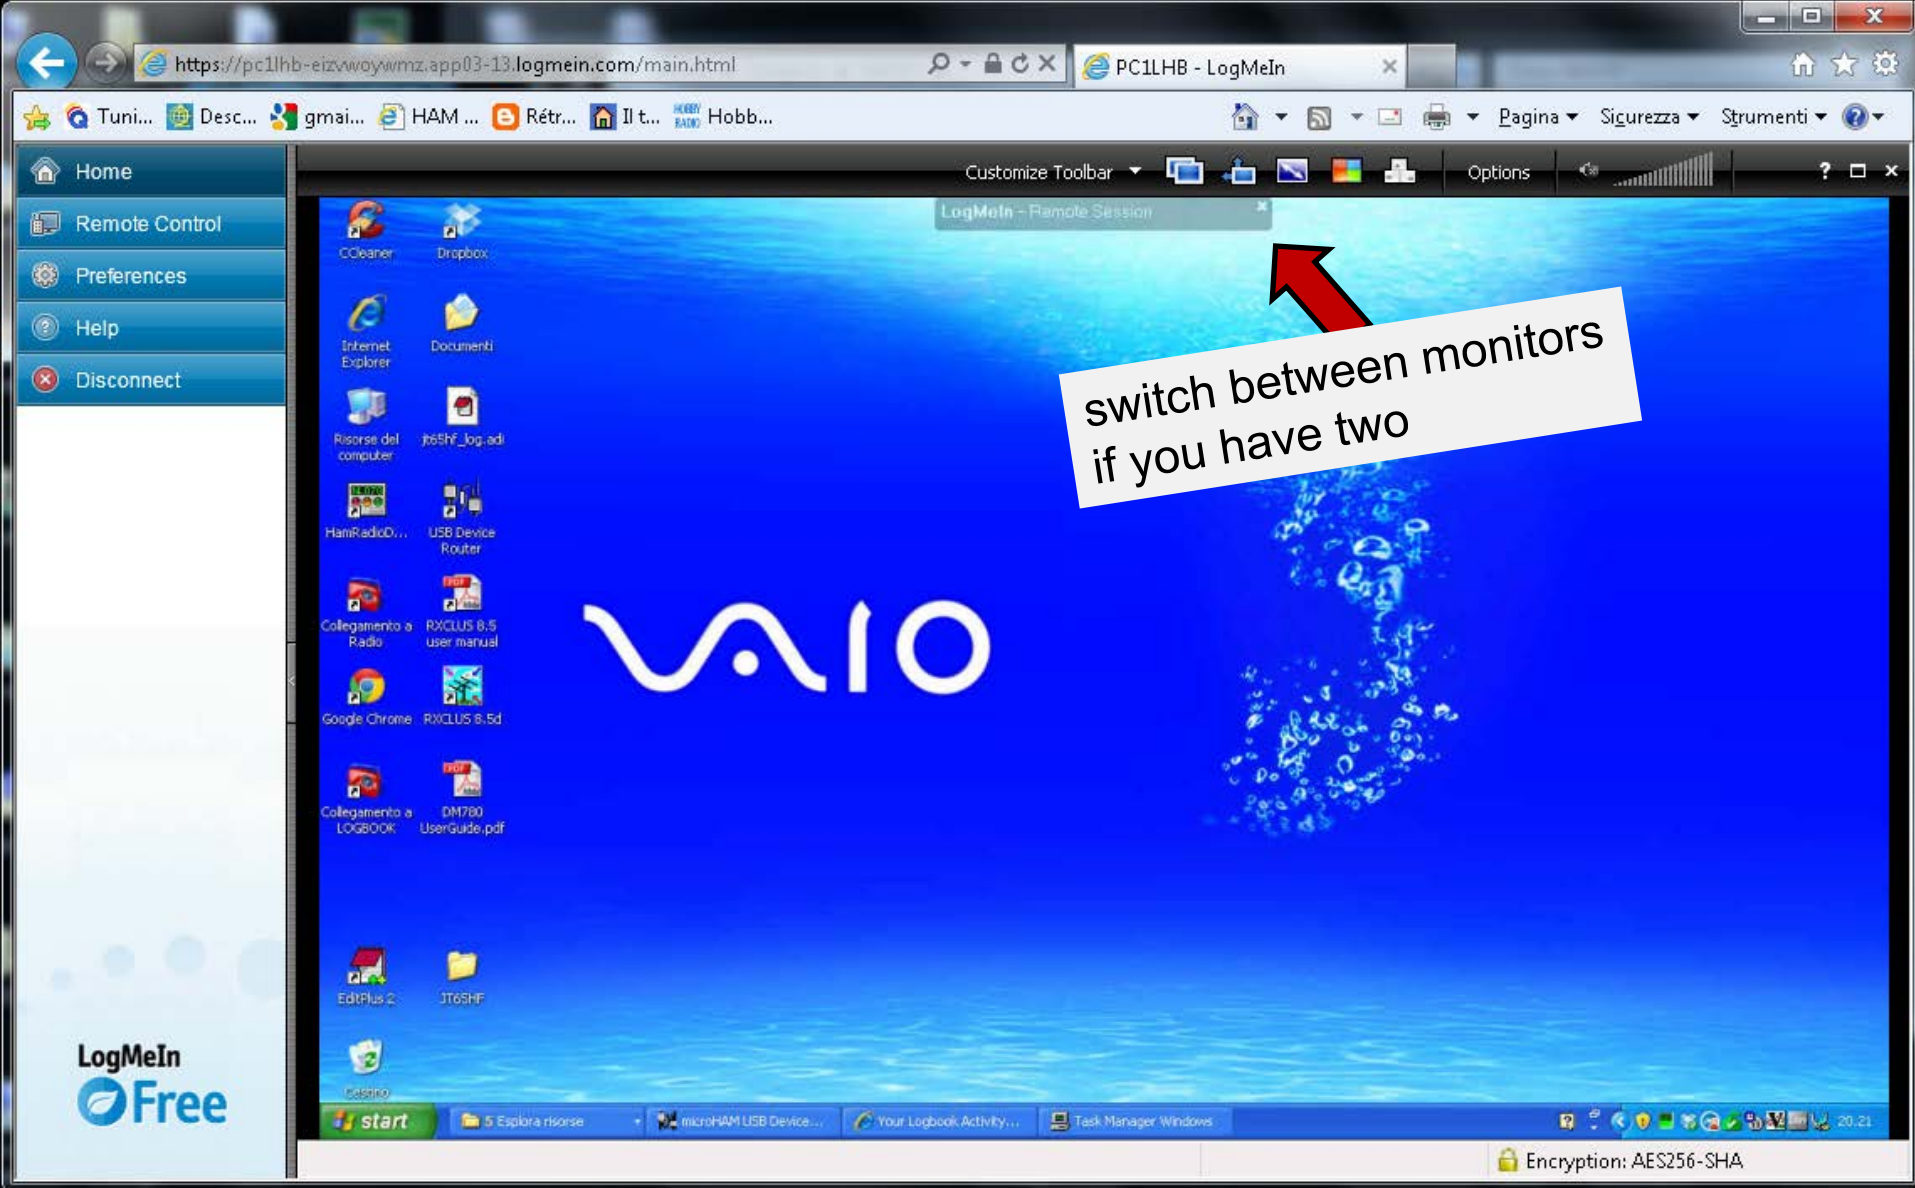 https://pc1lhb-eizvwoywmz.app03-13.logmein.com/main.html
PC1LHB - LogMeIn
Tuni... Desc... gmai... HAM ... Rétr... Il t... HOBBY RADIO Hobb...
Pagina Sicurezza Strumenti
Home
Customize Toolbar
Options
?
Remote Control
Preferences
Help
Disconnect
LogMeIn - Remote Session
CCleaner
Dropbox
switch between monitors
if you have two
Internet
Explorer
Documenti
Risorse del
computer
jt65hf_log.adi
HamRadioD...
USB Device
Router
Collegamento a
Radio
RXCLUS 8.5
user manual
VAIO
Google Chrome
RXCLUS 8.5d
Collegamento a
LOGBOOK
DM780
UserGuide.pdf
EditPlus 2
JT65HF
Cestino
LogMeIn
Free
start
5 Esplora risorse
microHAM USB Device...
Your Logbook Activity...
Task Manager Windows
20.21
Encryption: AES256-SHA